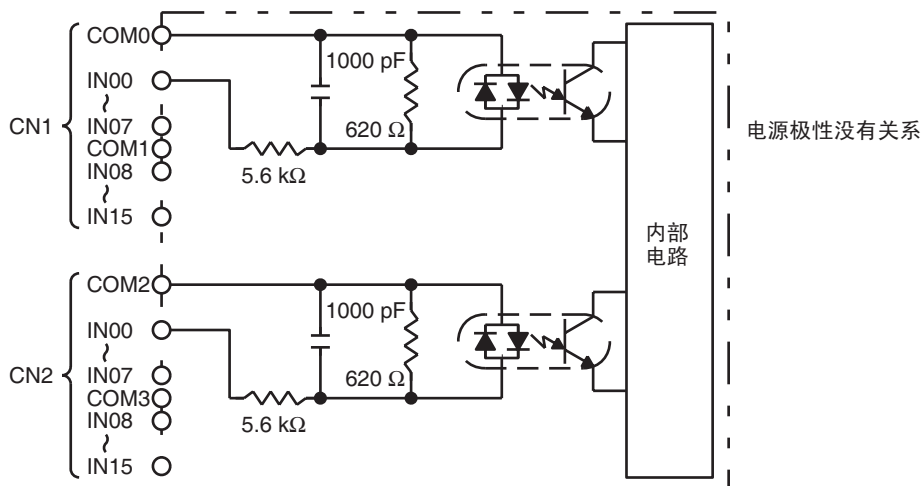 COM0
1000 pF
IN00
~
CN1
IN07
620 Ω
电源极性没有关系
COM1
IN08
5.6 kΩ
~
IN15
内部
电路
COM2
1000 pF
IN00
~
CN2
IN07
620 Ω
COM3
IN08
5.6 kΩ
~
IN15